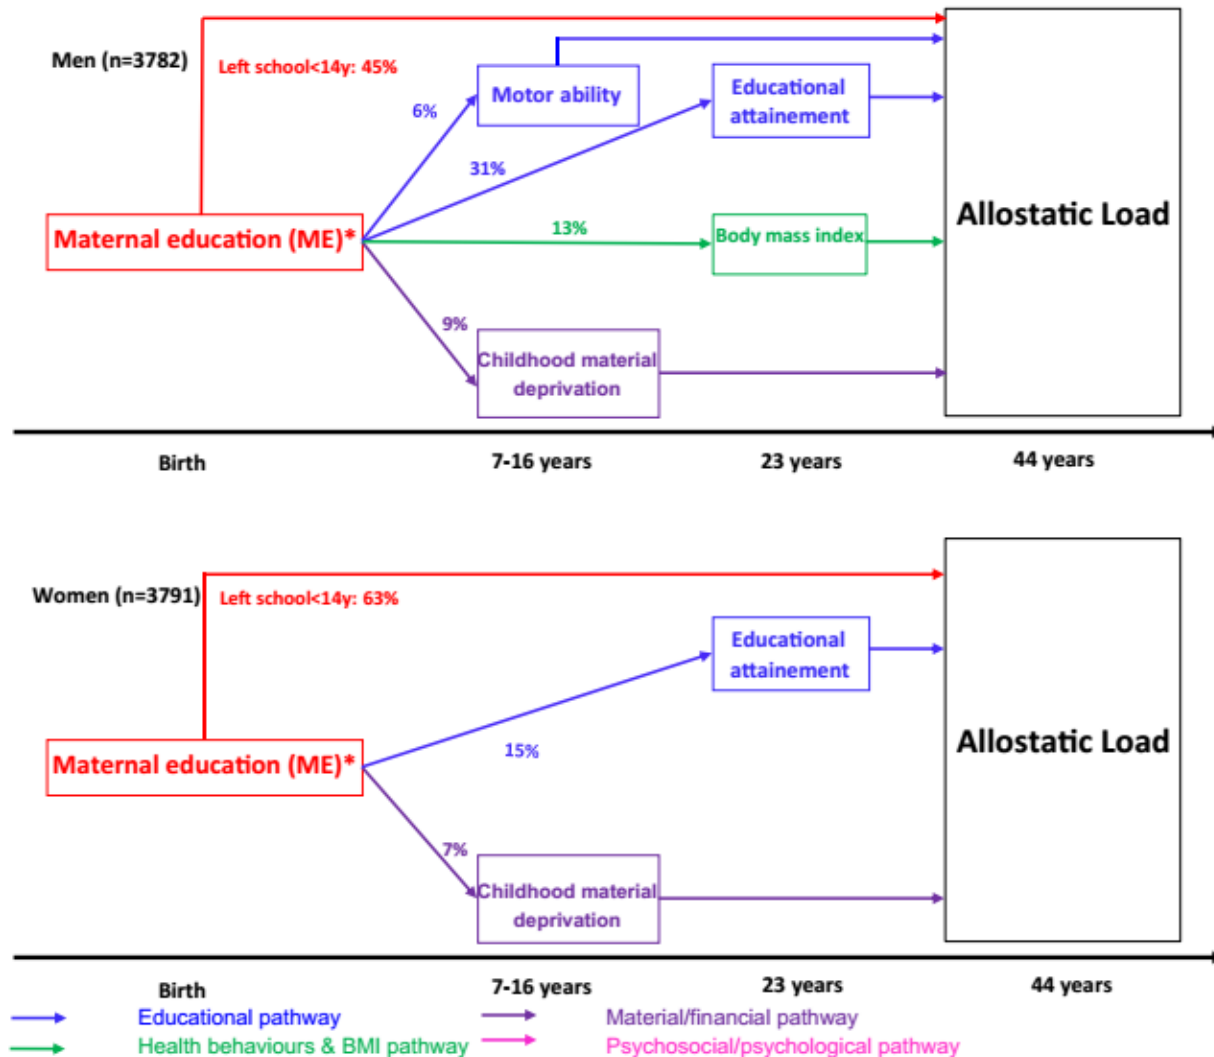 Men (n=3782)
Left school<14y: 45%
Motor ability
Educational
attainement
6%
31%
Allostatic Load
Maternal education (ME)*
13%
Body mass index
9%
Childhood material
deprivation
Birth
7-16 years
23 years
44 years
Women (n=3791)
Left school<14y: 63%
Educational
attainement
Allostatic Load
Maternal education (ME)*
15%
7%
Childhood material
deprivation
Birth
7-16 years
23 years
44 years
Educational pathway
Material/financial pathway
Health behaviours & BMI pathway
Psychosocial/psychological pathway